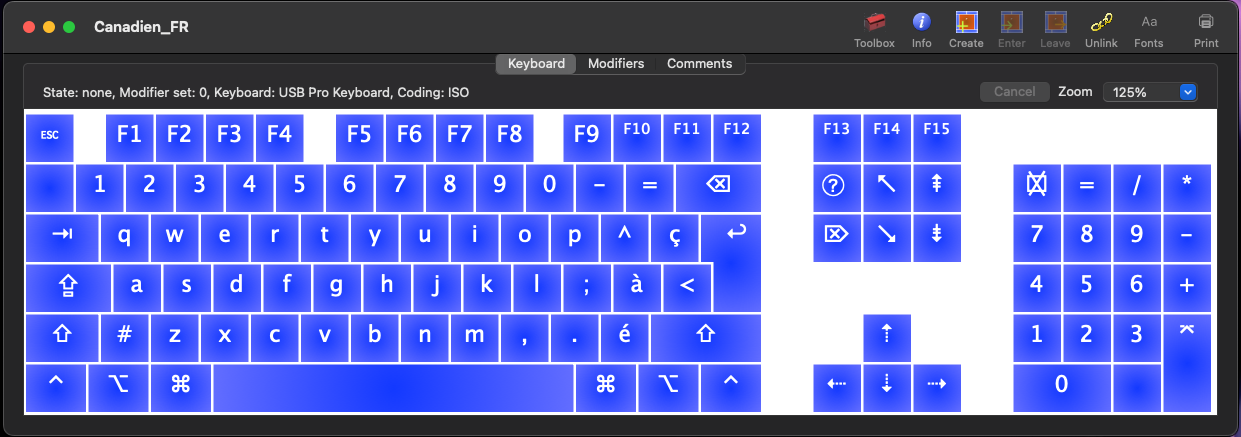 Canadien_FR
Toolbox Info Create Enter Leave Unlink Aa Fonts Print
Keyboard Modifiers Comments
State: none, Modifier set: 0, Keyboard: USB Pro Keyboard, Coding: ISO Cancel Zoom 125%
ESC F1 F2 F3 F4 F5 F6 F7 F8 F9 F10 F11 F12 F13 F14 F15
1 2 3 4 5 6 7 8 9 0 - = ⌫ ? ↖ ⇞ = / *
⇥ q w e r t y u i o p ^ ç ↩ ⌦ ↘ ⇟ 7 8 9 -
⇪ a s d f g h j k l ; à < 4 5 6 +
⇧ # z x c v b n m , . é ⇧ ⇡ 1 2 3 ⌤
⌃ ⌥ ⌘ ⌘ ⌥ ⌃ ⇠ ⇣ ⇢ 0